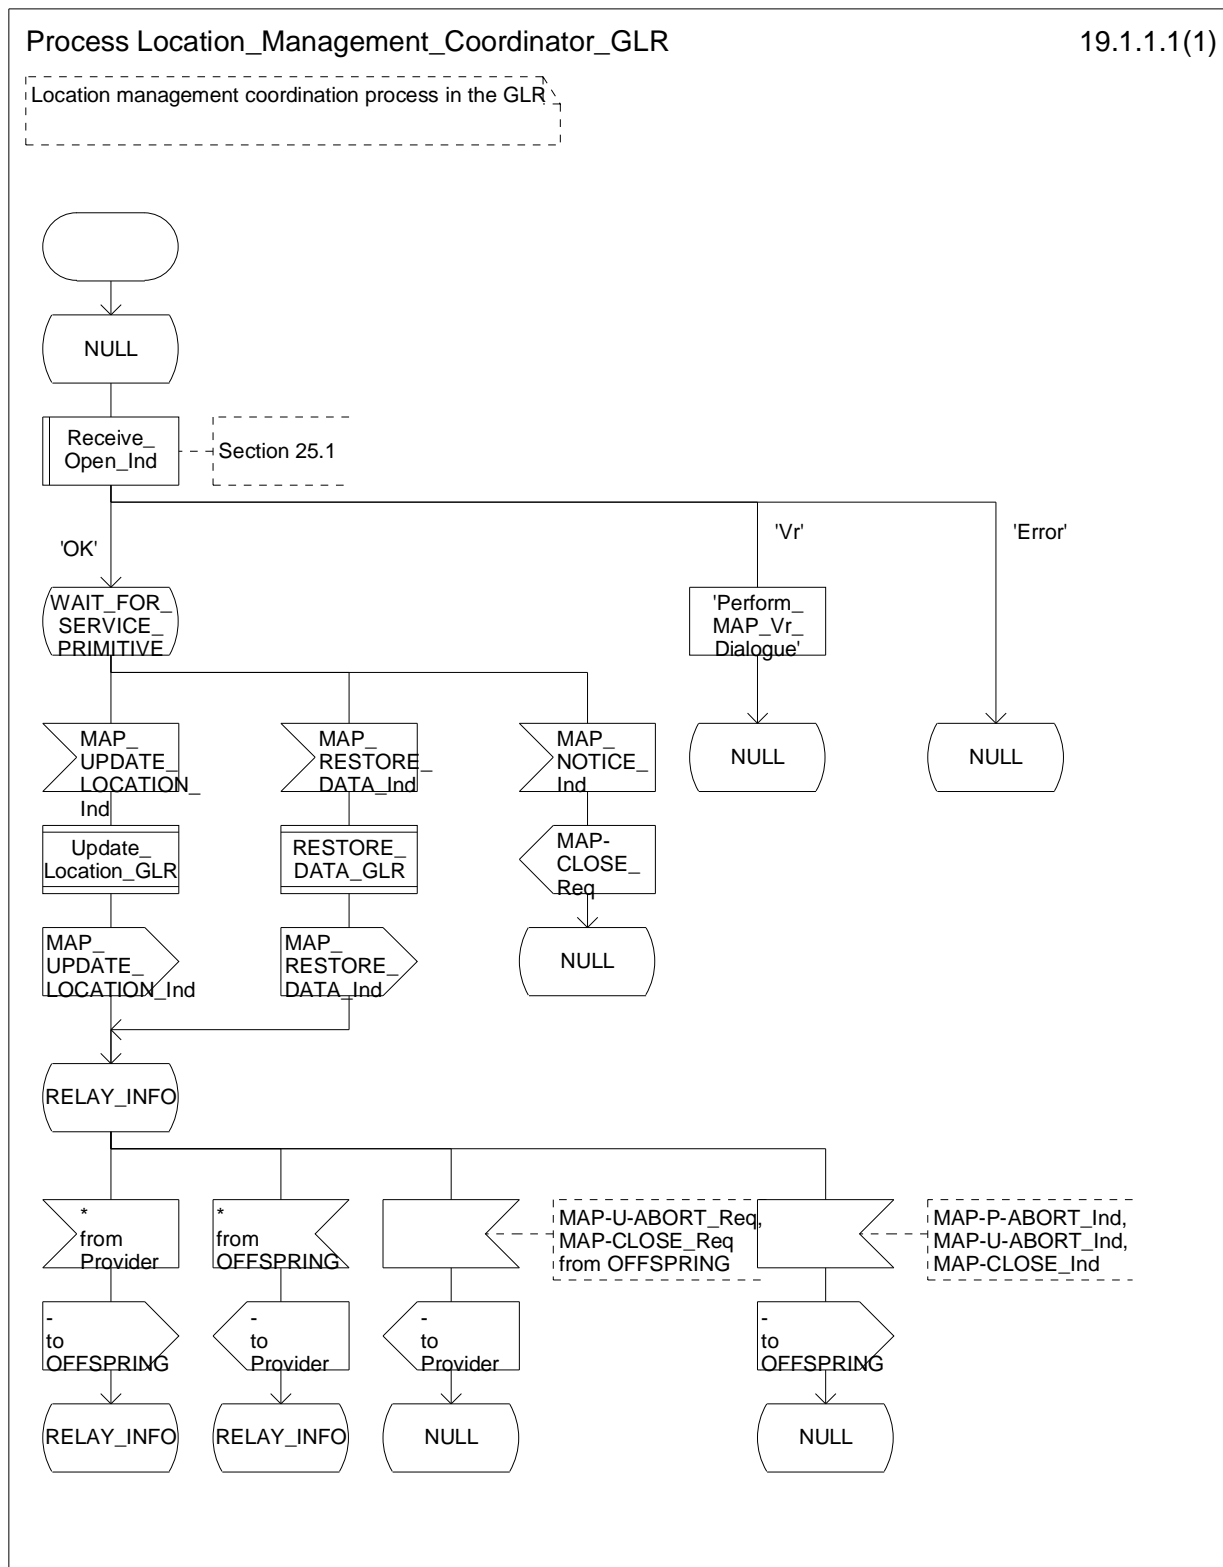 Process Location_Management_Coordinator_GLR
19.1.1.1(1)
Location management coordination process in the GLR
NULL
Receive_
Open_Ind
Section 25.1
'OK'
'Vr'
'Error'
WAIT_FOR_
SERVICE_
PRIMITIVE
'Perform_
MAP_Vr_
Dialogue'
MAP_
UPDATE_
LOCATION_
Ind
MAP_
RESTORE_
DATA_Ind
MAP_
NOTICE_
Ind
NULL
NULL
Update_
Location_GLR
RESTORE_
DATA_GLR
MAP-
CLOSE_
Req
MAP_
UPDATE_
LOCATION_Ind
MAP_
RESTORE_
DATA_Ind
NULL
RELAY_INFO
*
from
Provider
*
from
OFFSPRING
MAP-U-ABORT_Req,
MAP-CLOSE_Req
from OFFSPRING
MAP-P-ABORT_Ind,
MAP-U-ABORT_Ind,
MAP-CLOSE_Ind
-
to
OFFSPRING
-
to
Provider
-
to
Provider
-
to
OFFSPRING
RELAY_INFO
RELAY_INFO
NULL
NULL